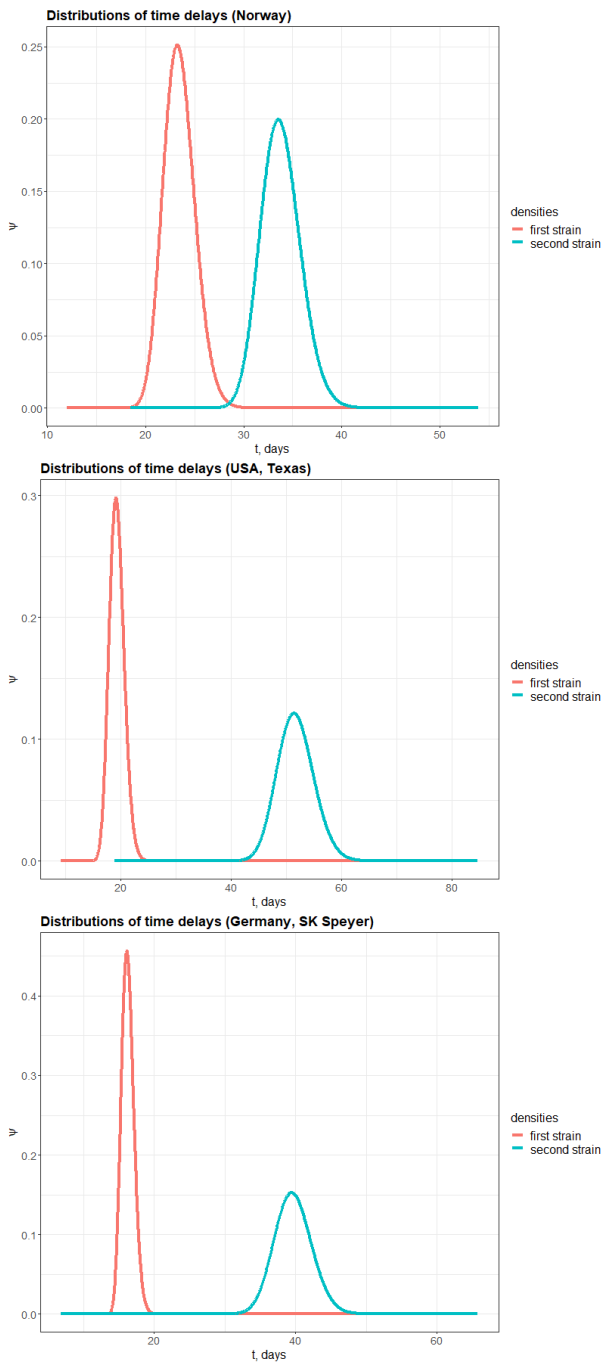 Distributions of time delays (Norway)
0.25
0.20
0.15
0.10
0.05
0.00
ψ
10 20 30 40 50
t, days
densities
first strain
second strain
Distributions of time delays (USA, Texas)
0.3
0.2
0.1
0.0
ψ
20 40 60 80
t, days
densities
first strain
second strain
Distributions of time delays (Germany, SK Speyer)
0.4
0.3
0.2
0.1
0.0
ψ
20 40 60
t, days
densities
first strain
second strain